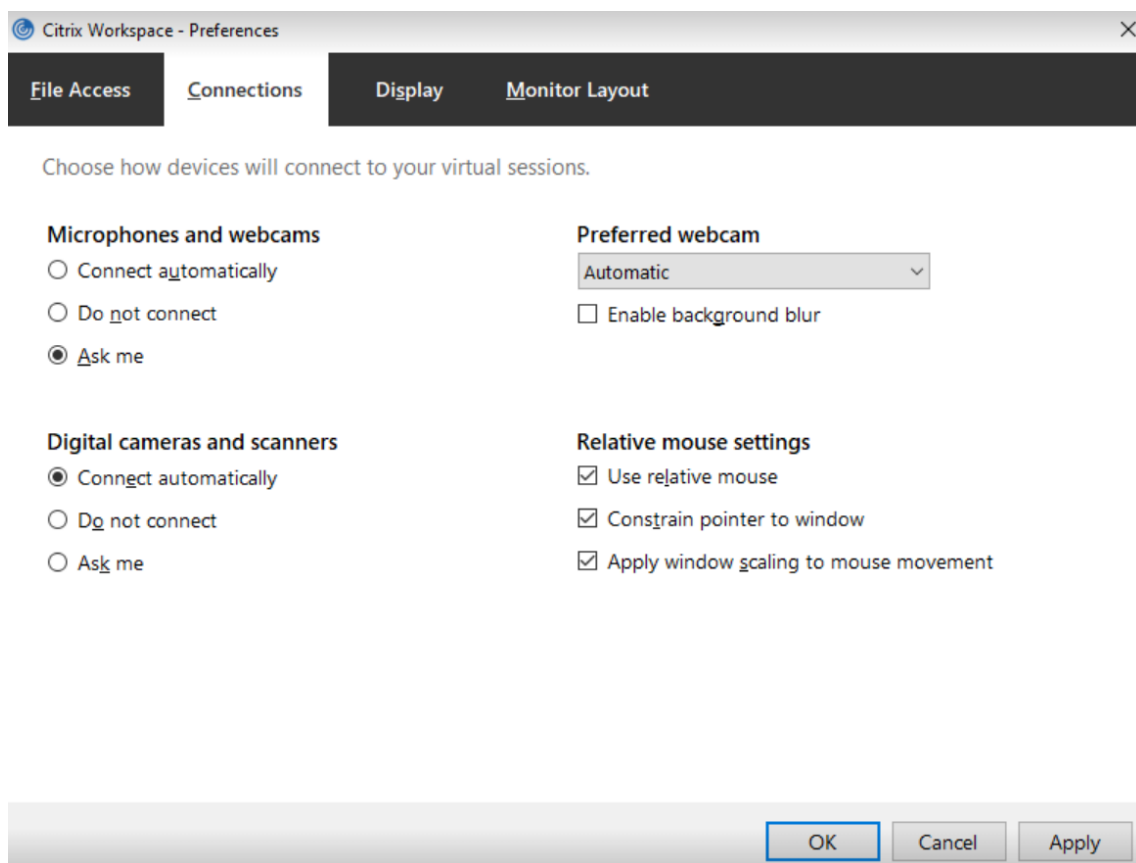 Citrix Workspace - Preferences
File Access Connections Display Monitor Layout
Choose how devices will connect to your virtual sessions.
Microphones and webcams
Connect automatically
Do not connect
Ask me
Preferred webcam
Automatic
Enable background blur
Digital cameras and scanners
Connect automatically
Do not connect
Ask me
Relative mouse settings
Use relative mouse
Constrain pointer to window
Apply window scaling to mouse movement
OK Cancel Apply